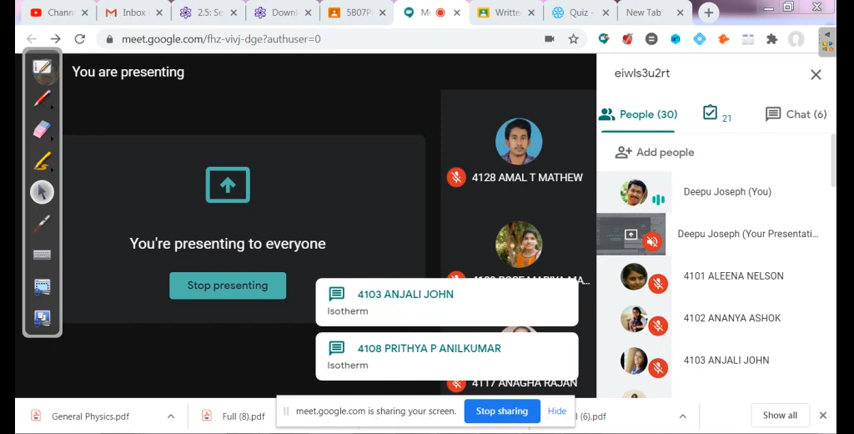 Chann
Inbox
2.5: Se
Downl
5B07P
M
Writte
Quiz -
New Tab
meet.google.com/fhz-vivj-dge?authuser=0
You are presenting
eiwls3u2rt
People (30)
21
Chat (6)
Add people
4128 AMAL T MATHEW
Deepu Joseph (You)
Deepu Joseph (Your Presentati...
You're presenting to everyone
Stop presenting
4101 ALEENA NELSON
4103 ANJALI JOHN
Isotherm
4102 ANANYA ASHOK
4108 PRITHYA P ANILKUMAR
Isotherm
4103 ANJALI JOHN
4117 ANAGHA RAJAN
General Physics.pdf
Full (8).pdf
meet.google.com is sharing your screen.
Stop sharing
Hide
(6).pdf
Show all